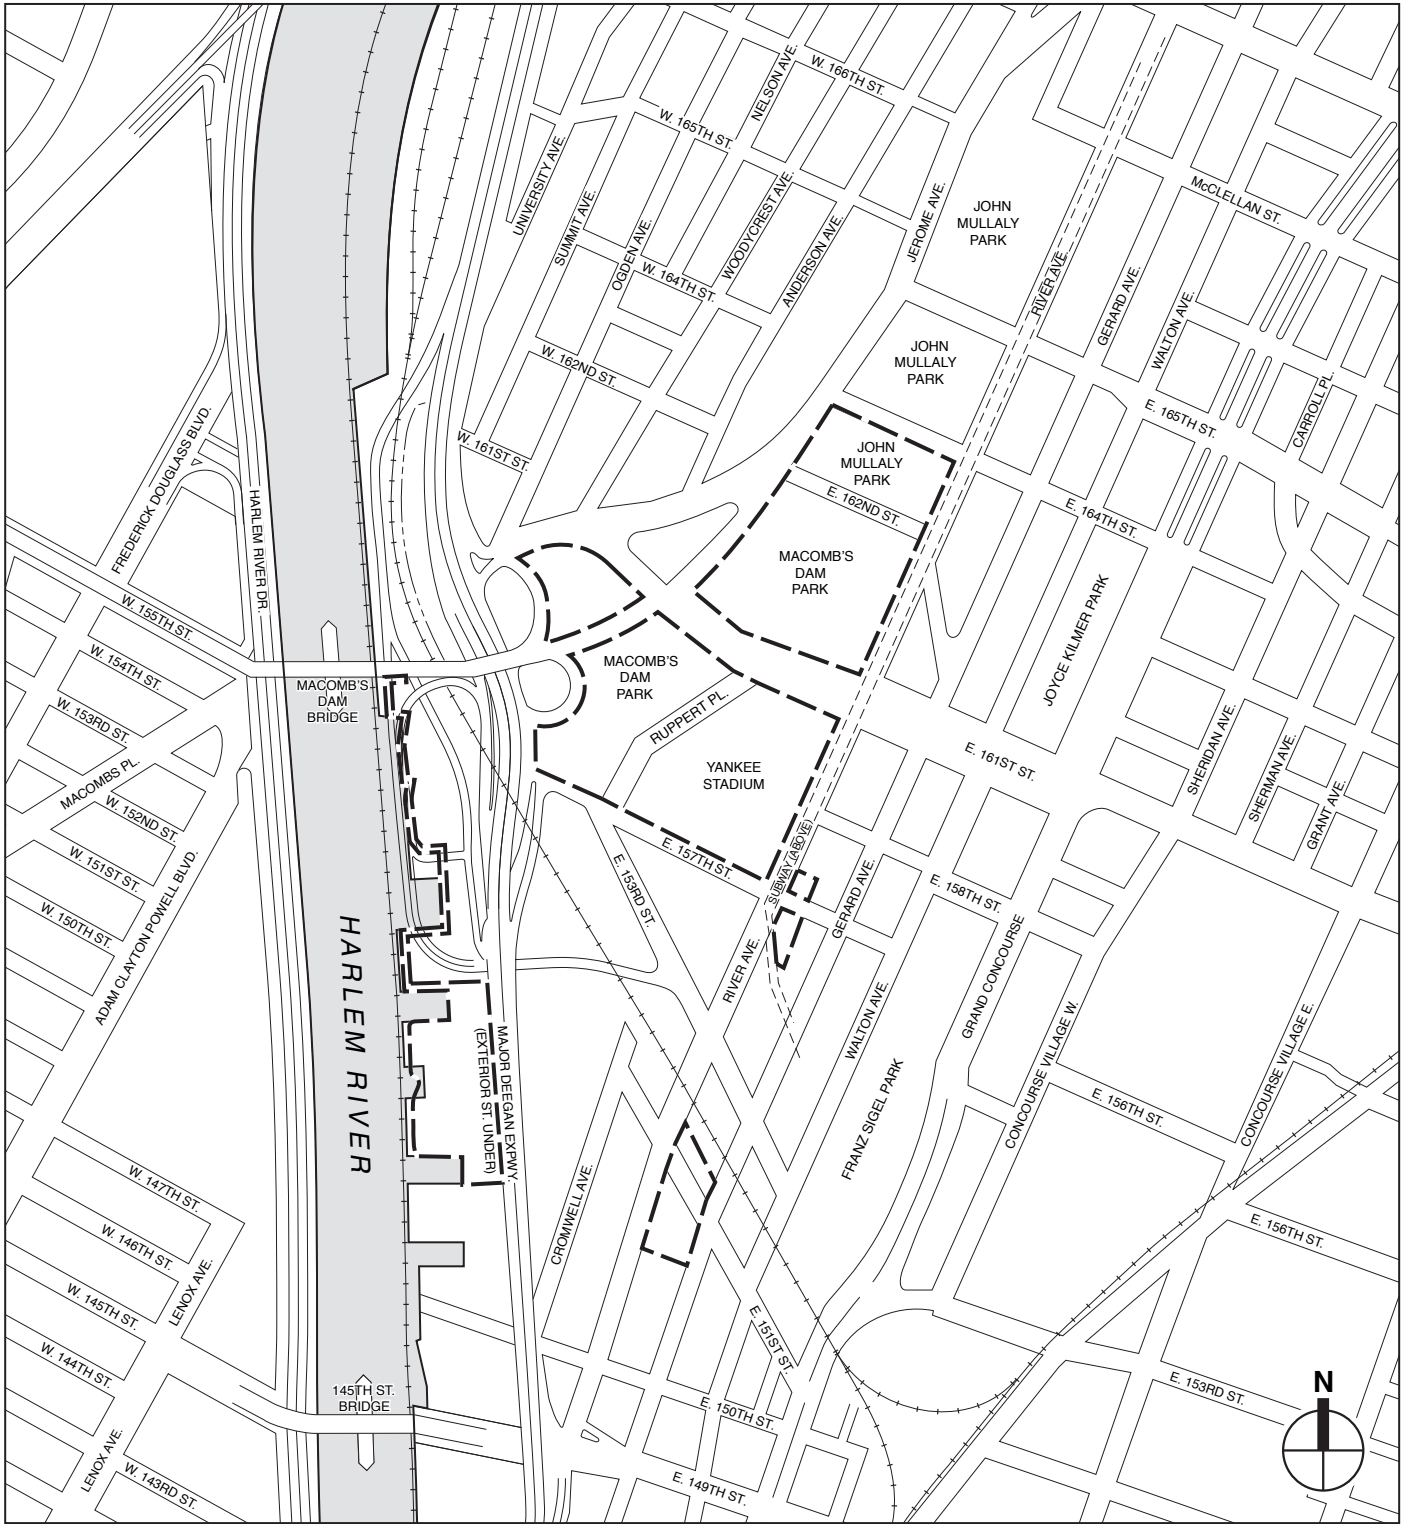 W. 166TH ST.
NELSON AVE.
W. 165TH ST.
UNIVERSITY AVE.
SUMMIT AVE.
OGDEN AVE.
WOODYCREST AVE.
ANDERSON AVE.
JEROME AVE.
W. 164TH ST.
JOHN
MULLALY
PARK
McCLELLAN ST.
RIVER AVE.
GERARD AVE.
WALTON AVE.
JOHN
MULLALY
PARK
W. 162ND ST.
E. 165TH ST.
CARROLL PL.
FREDERICK DOUGLASS BLVD.
HARLEM RIVER DR.
W. 161ST ST.
JOHN
MULLALY
PARK
E. 162ND ST.
E. 164TH ST.
MACOMB'S
DAM
PARK
JOYCE KILMER PARK
W. 155TH ST.
W. 154TH ST.
W. 153RD ST.
MACOMBS PL.
W. 152ND ST.
W. 151ST ST.
W. 150TH ST.
ADAM CLAYTON POWELL BLVD.
MACOMB'S
DAM
BRIDGE
MACOMB'S
DAM
PARK
RUPPERT PL.
YANKEE
STADIUM
E. 161ST ST.
SHERIDAN AVE.
SHERMAN AVE.
GRANT AVE.
E. 157TH ST.
SUBWAY (ABOVE)
E. 153RD ST.
GERARD AVE.
E. 158TH ST.
RIVER AVE.
WALTON AVE.
GRAND CONCOURSE
HARLEM RIVER
MAJOR DEEGAN EXPWY.
(EXTERIOR ST. UNDER)
FRANZ SIGEL PARK
CONCOURSE VILLAGE W.
CONCOURSE VILLAGE E.
E. 156TH ST.
CROMWELL AVE.
W. 147TH ST.
W. 146TH ST.
LENOX AVE.
W. 145TH ST.
W. 144TH ST.
E. 156TH ST.
E. 151ST ST.
145TH ST.
BRIDGE
E. 150TH ST.
E. 153RD ST.
N
LENOX AVE.
W. 143RD ST.
E. 149TH ST.